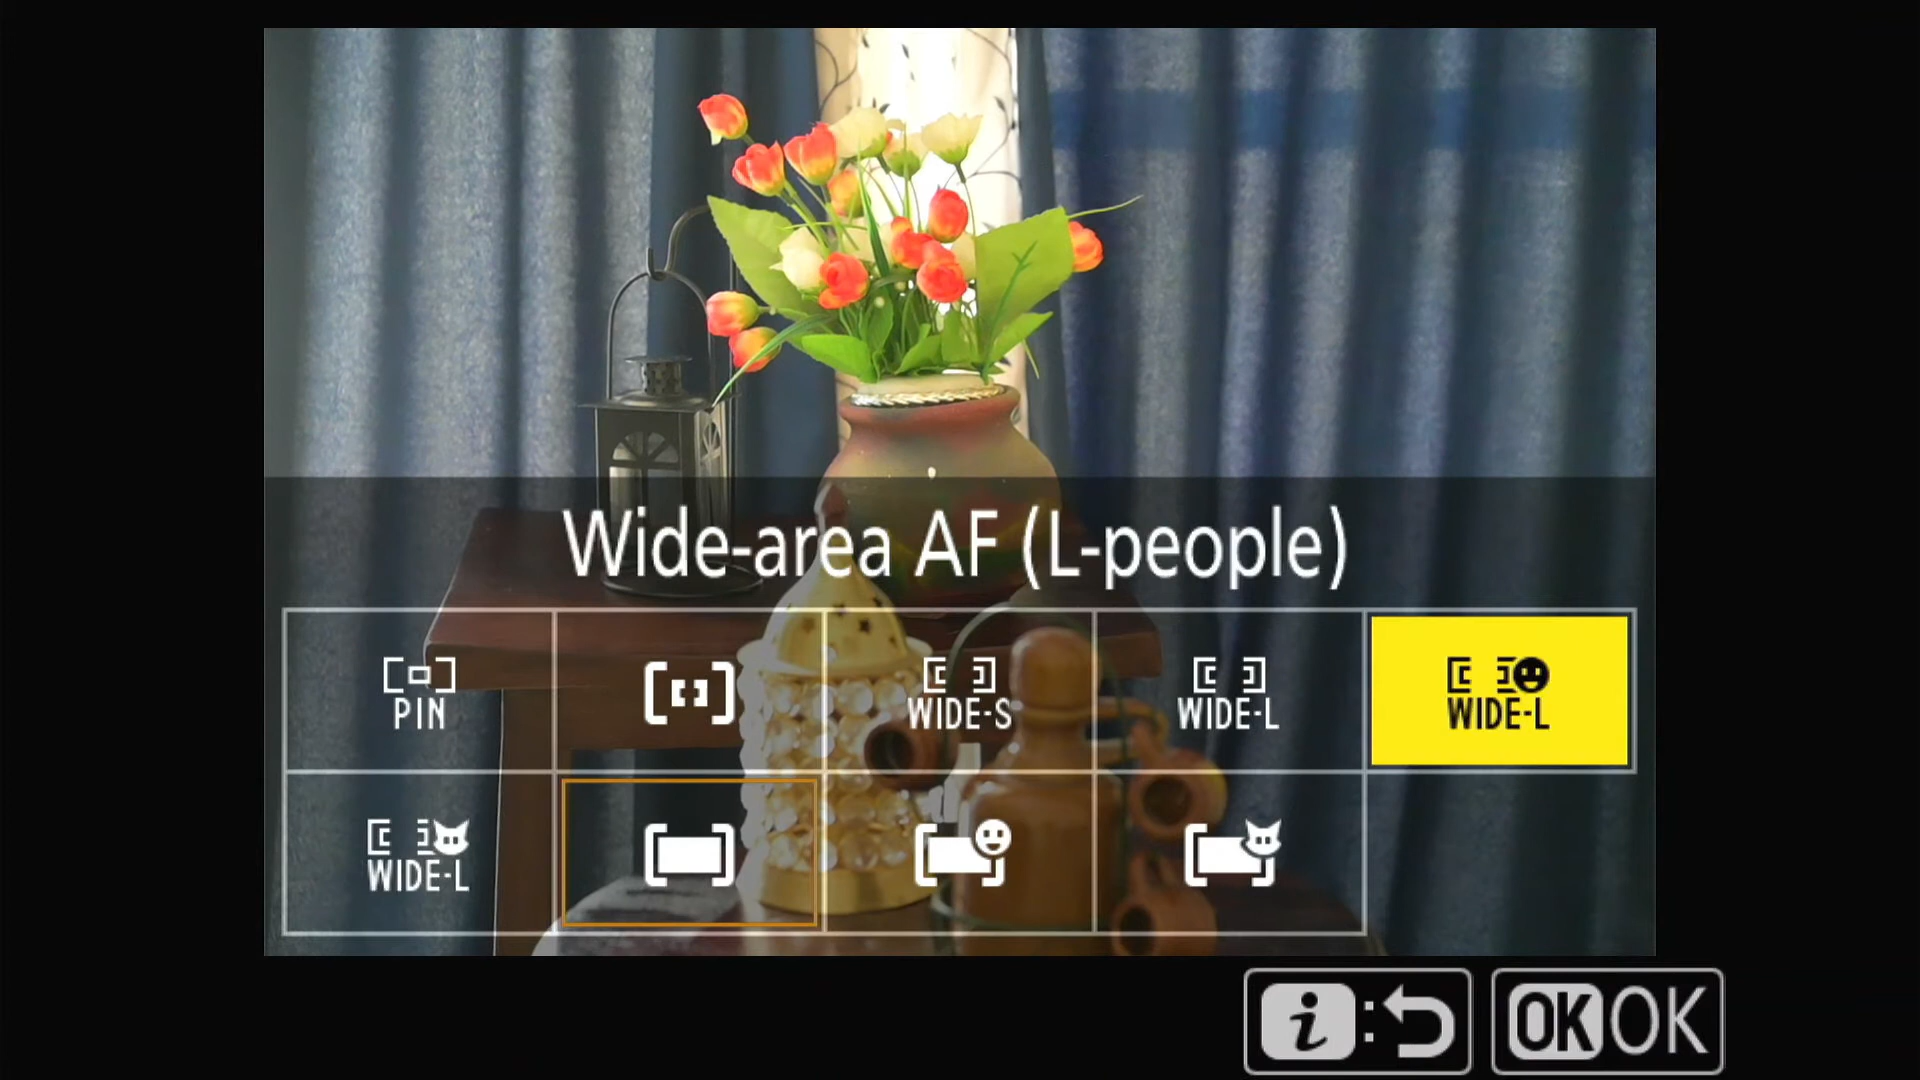 Wide-area AF (L-people)
PIN
WIDE-S
WIDE-L
WIDE-L
WIDE-L
i:
OK OK